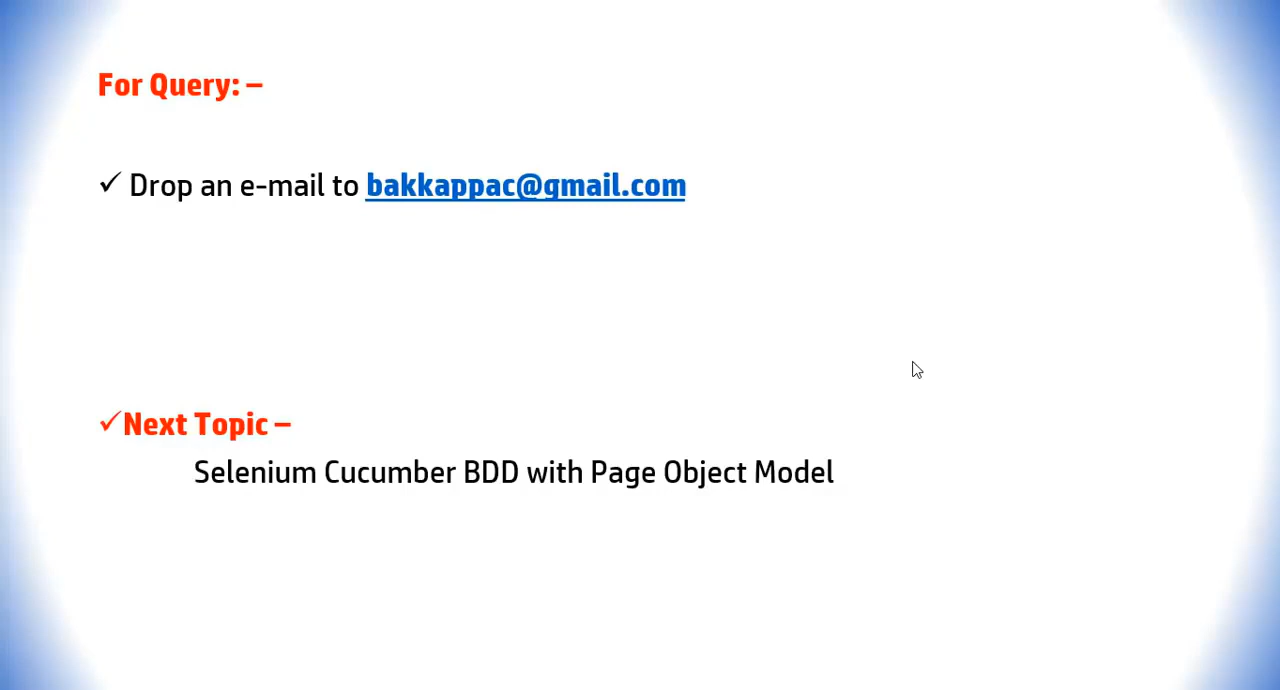 For Query: –
✓ Drop an e-mail to bakkappac@gmail.com
✓Next Topic –
Selenium Cucumber BDD with Page Object Model